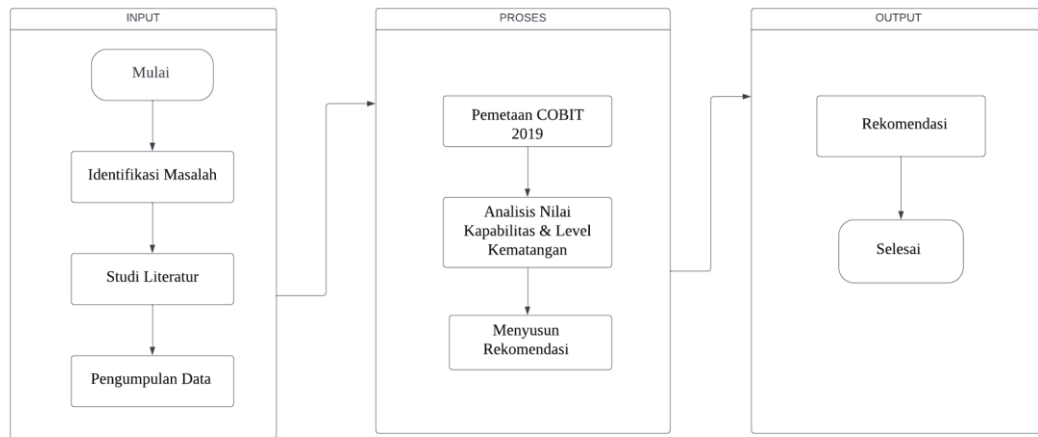 INPUT
Mulai
Identifikasi Masalah
Studi Literatur
Pengumpulan Data
PROSES
Pemetaan COBIT
2019
Analisis Nilai
Kapabilitas & Level
Kematangan
Menyusun
Rekomendasi
OUTPUT
Rekomendasi
Selesai